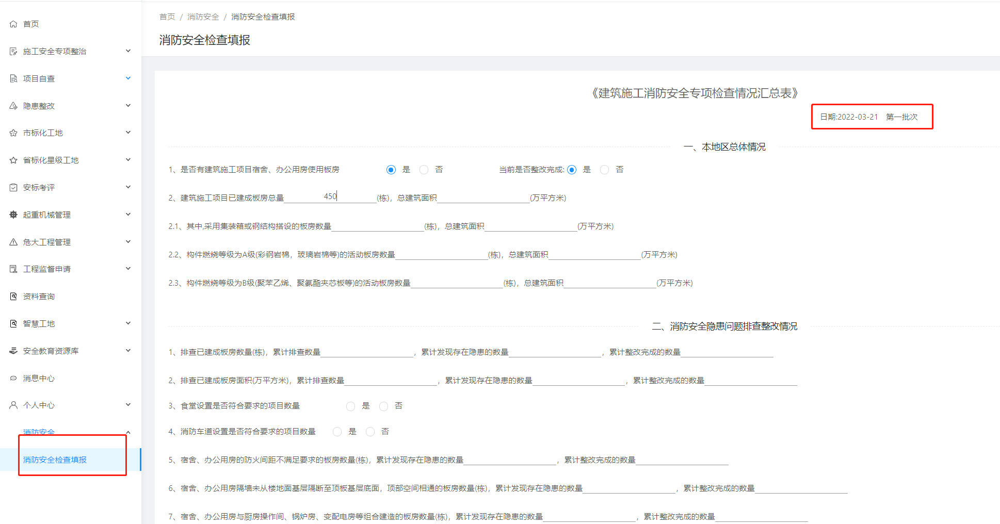 首页
施工安全专项整治
项目自查
隐患整改
市标化工地
省标化星级工地
安标考评
起重机械管理
危大工程管理
工程监督申请
资料查询
智慧工地
安全教育资源库
消息中心
个人中心
消防安全
消防安全检查填报
首页 / 消防安全 / 消防安全检查填报
消防安全检查填报
《建筑施工消防安全专项检查情况汇总表》
日期:2022-03-21 第一批次
一、本地区总体情况
1、是否有建筑施工项目宿舍、办公用房使用板房 是 否 当前是否整改完成: 是 否
2、建筑施工项目已建成板房总量 450 (栋)，总建筑面积 (万平方米)
2.1、其中,采用集装箱或钢结构搭设的板房数量 (栋)，总建筑面积 (万平方米)
2.2、构件燃烧等级为A级(彩钢岩棉，玻璃岩棉等)的活动板房数量 (栋)，总建筑面积 (万平方米)
2.3、构件燃烧等级为B级(聚苯乙烯、聚氨酯夹芯板等)的活动板房数量 (栋)，总建筑面积 (万平方米)
二、消防安全隐患问题排查整改情况
1、排查已建成板房数量(栋)，累计排查数量 ，累计发现存在隐患的数量 ，累计整改完成的数量
2、排查已建成板房面积(万平方米)，累计排查数量 ，累计发现存在隐患的数量 ，累计整改完成的数量
3、食堂设置是否符合要求的项目数量 是 否
4、消防车道设置是否符合要求的项目数量 是 否
5、宿舍、办公用房的防火间距不满足要求的板房数量(栋)，累计发现存在隐患的数量 ，累计整改完成的数量
6、宿舍、办公用房隔墙未从楼地面基层隔断至顶板基层底面，顶部空间相通的板房数量(栋)，累计发现存在隐患的数量 ，累计整改完成的数量
7、宿舍、办公用房与厨房操作间、锅炉房、变配电房等组合建造的板房数量(栋)，累计发现存在隐患的数量 ，累计整改完成的数量